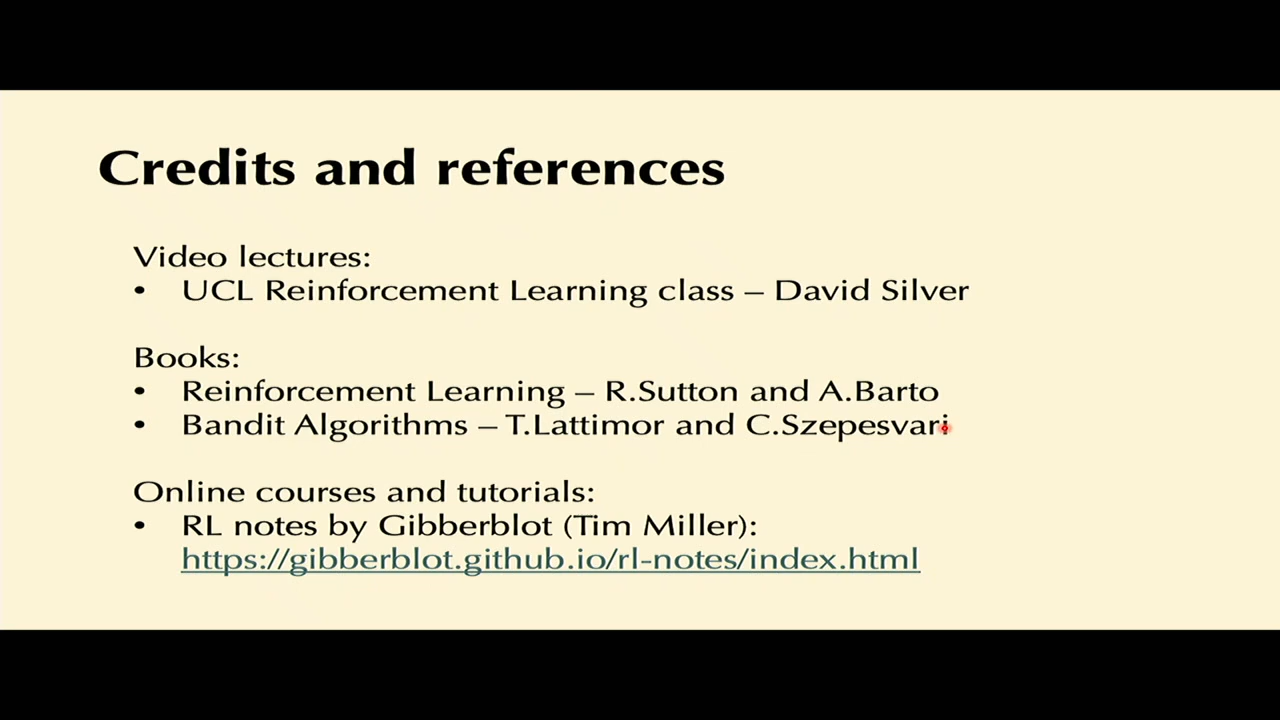 Credits and references
Video lectures:
• UCL Reinforcement Learning class – David Silver
Books:
• Reinforcement Learning – R.Sutton and A.Barto
• Bandit Algorithms – T.Lattimor and C.Szepesvari
Online courses and tutorials:
• RL notes by Gibberblot (Tim Miller):
https://gibberblot.github.io/rl-notes/index.html